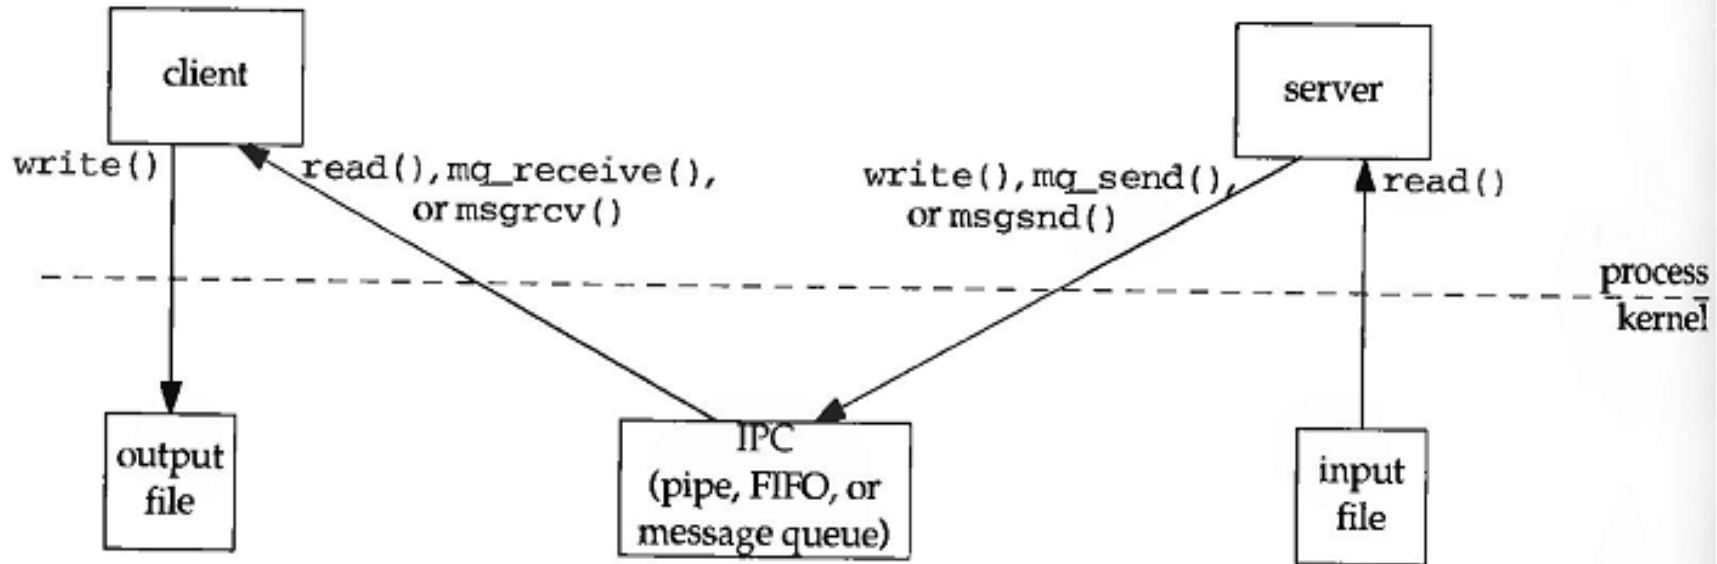 client
server
write()
read(), mq_receive(),
or msgrcv()
write(), mq_send(),
or msgsnd()
read()
process
kernel
output
file
IPC
(pipe, FIFO, or
message queue)
input
file